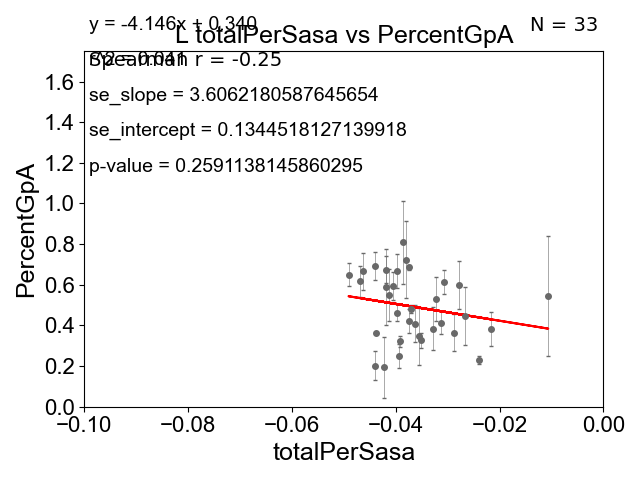 y = -4.146x + 0.340
N = 33
L totalPerSasa vs PercentGpA
Spearman r = -0.25
se_slope = 3.6062180587645654
se_intercept = 0.1344518127139918
p-value = 0.2591138145860295
1.6
1.4
1.2
1.0
0.8
0.6
0.4
0.2
0.0
PercentGpA
−0.10 −0.08 −0.06 −0.04 −0.02 0.00
totalPerSasa